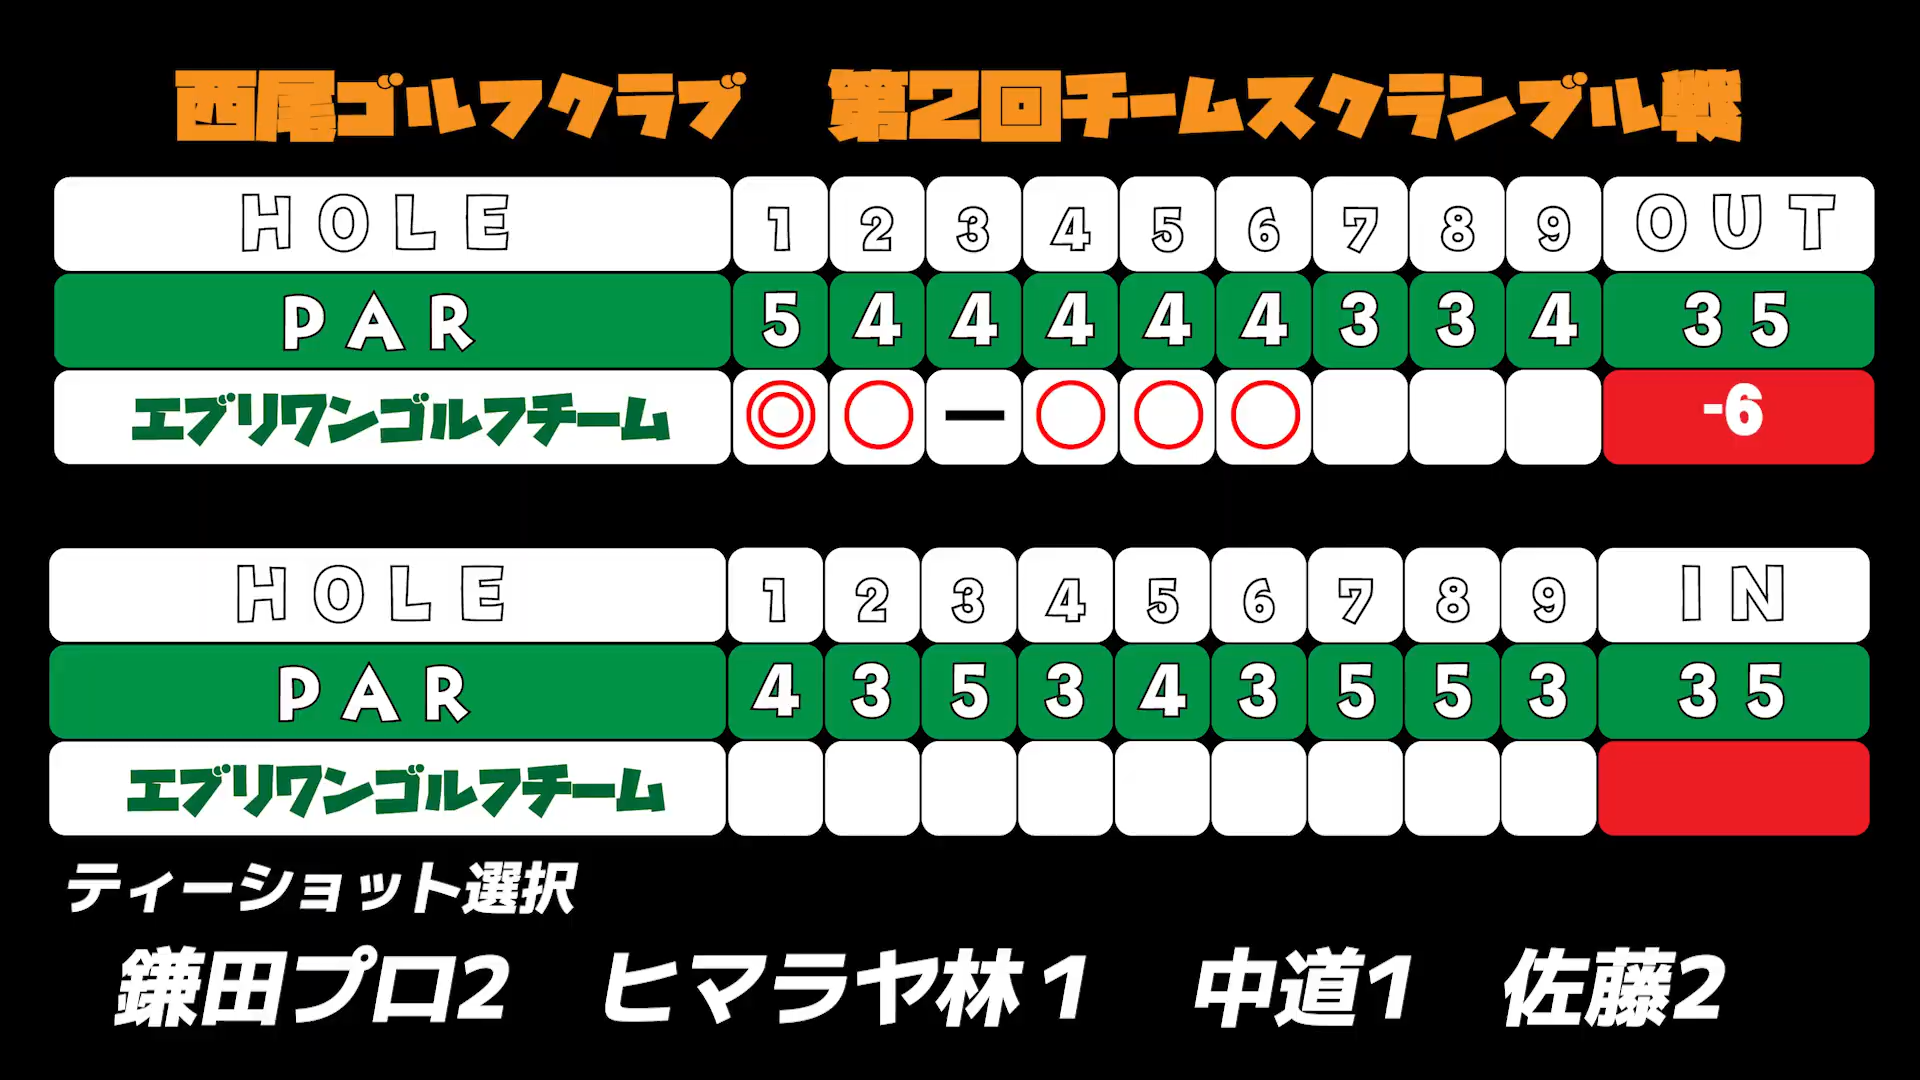 西尾ゴルフクラブ 第2回チームスクランブル戦
HOLE 1 2 3 4 5 6 7 8 9 OUT
PAR 5 4 4 4 4 4 3 3 4 35
エブリワンゴルフチーム ◎ ○ ー ○ ○ ○ -6
HOLE 1 2 3 4 5 6 7 8 9 IN
PAR 4 3 5 3 4 3 5 5 3 35
エブリワンゴルフチーム
ティーショット選択
鎌田プロ2 ヒマラヤ林1 中道1 佐藤2